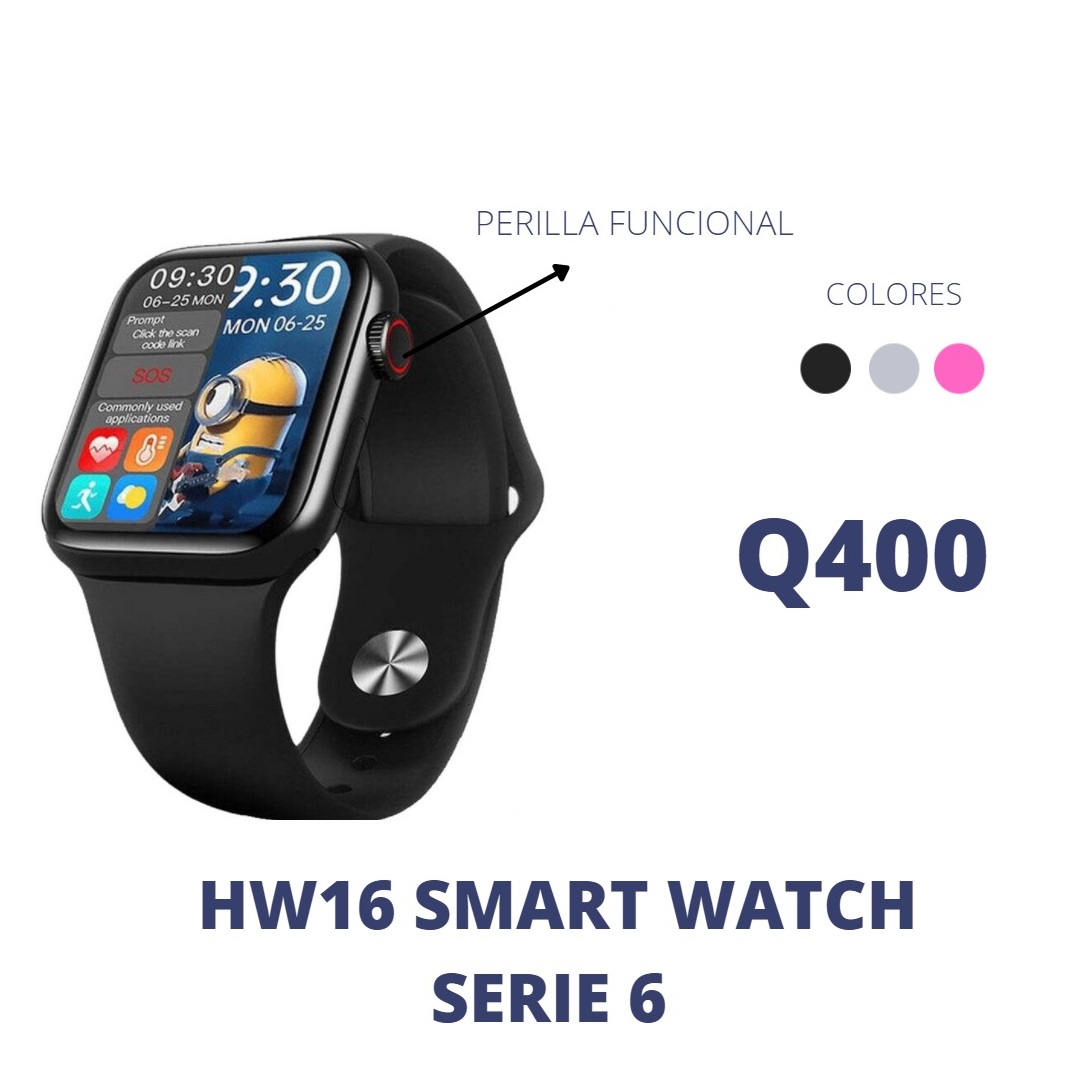 PERILLA FUNCIONAL
COLORES
09:30
06-25 MON
Prompt
Click the scan
code link
SOS
Commonly used
applications
9:30
MON 06-25
Q400
HW16 SMART WATCH
SERIE 6